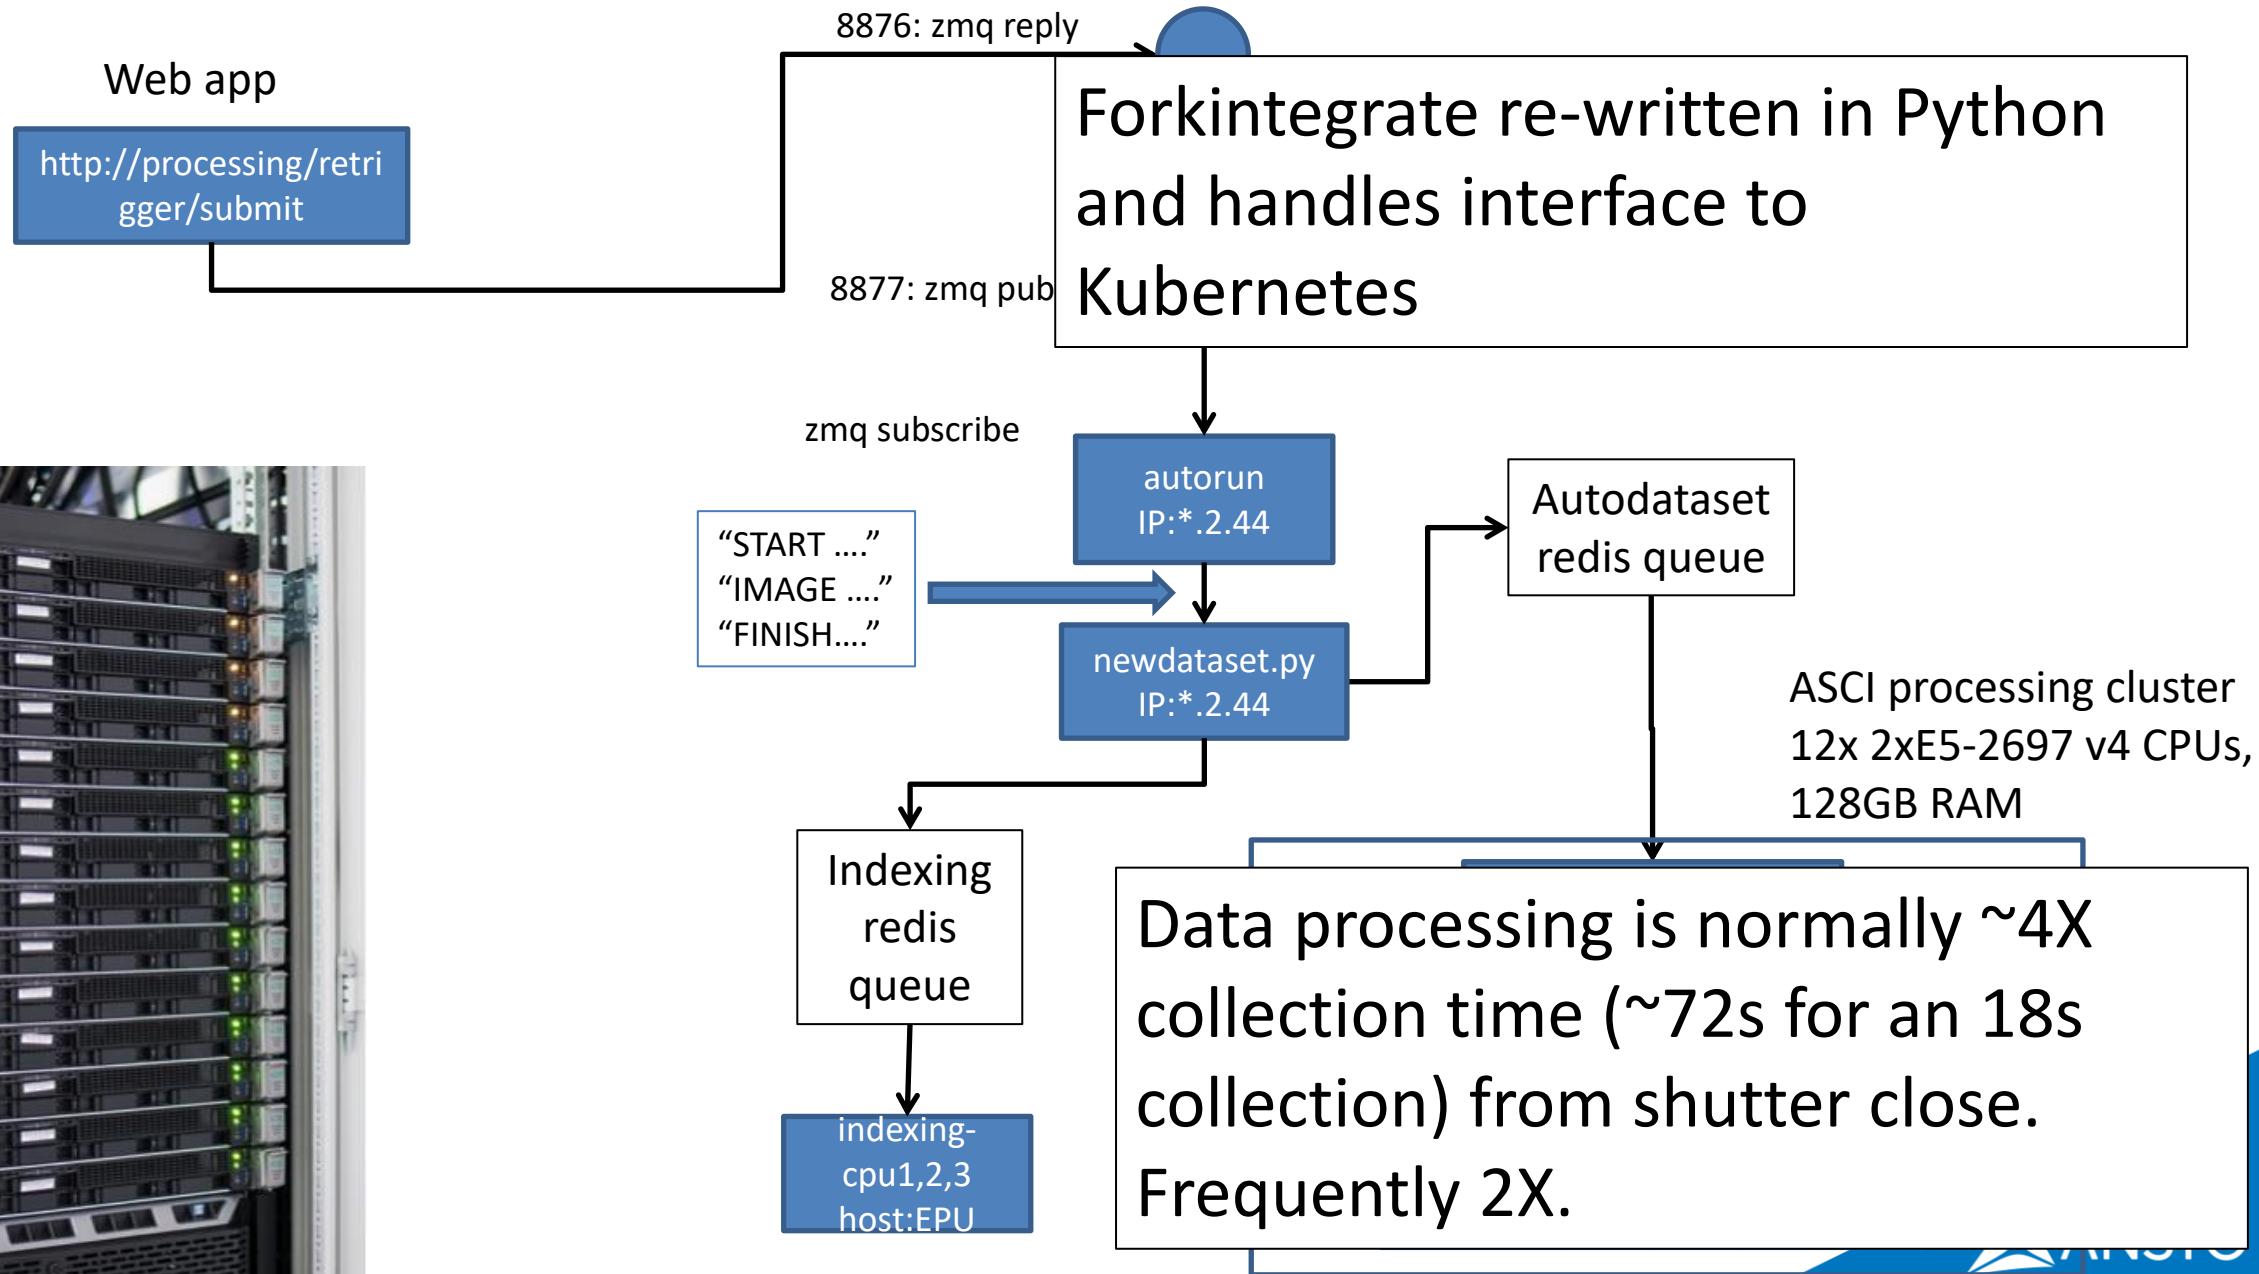 8876: zmq reply
Web app
http://processing/retri
gger/submit
Forkintegrate re-written in Python
and handles interface to
Kubernetes
8877: zmq pub
zmq subscribe
autorun
IP:*.2.44
“START ....”
“IMAGE ....”
“FINISH....”
Autodataset
redis queue
newdataset.py
IP:*.2.44
ASCI processing cluster
12x 2xE5-2697 v4 CPUs,
128GB RAM
Indexing
redis
queue
Data processing is normally ~4X
collection time (~72s for an 18s
collection) from shutter close.
Frequently 2X.
indexing-
cpu1,2,3
host:EPU